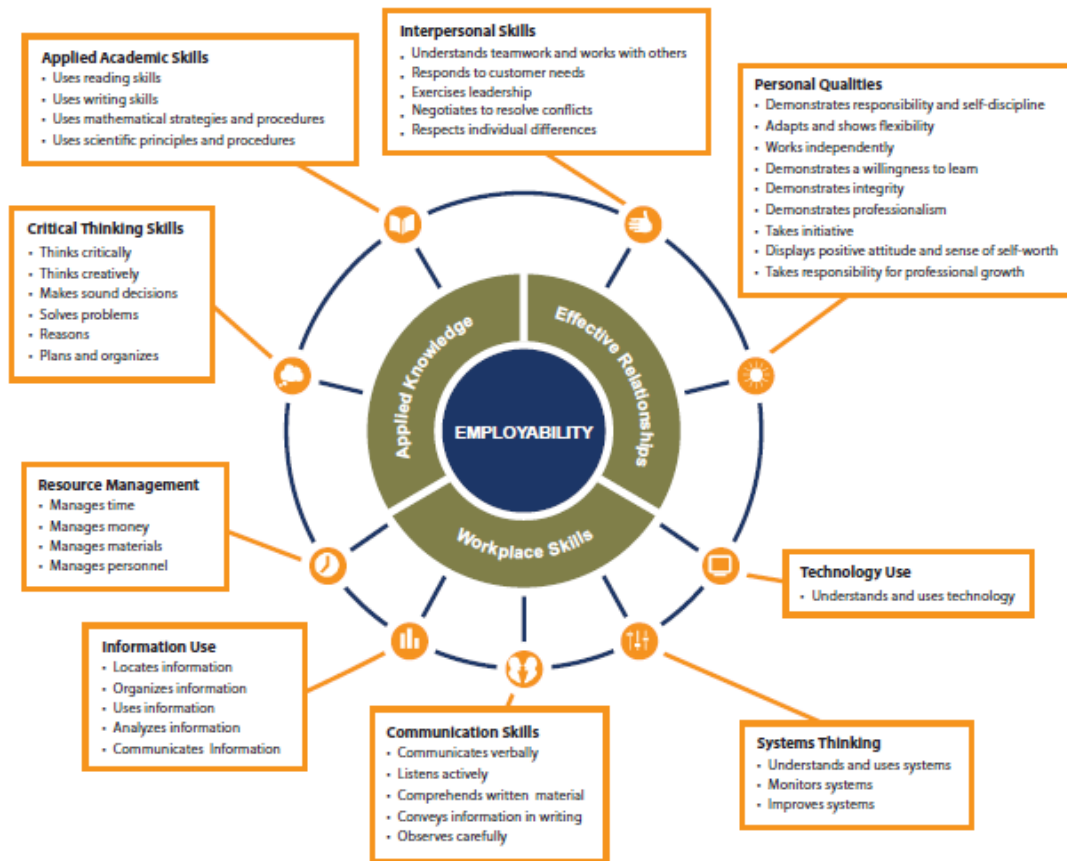 Applied Academic Skills
• Uses reading skills
• Uses writing skills
• Uses mathematical strategies and procedures
• Uses scientific principles and procedures
Interpersonal Skills
• Understands teamwork and works with others
• Responds to customer needs
• Exercises leadership
• Negotiates to resolve conflicts
• Respects individual differences
Personal Qualities
• Demonstrates responsibility and self-discipline
• Adapts and shows flexibility
• Works independently
• Demonstrates a willingness to learn
• Demonstrates integrity
• Demonstrates professionalism
• Takes initiative
• Displays positive attitude and sense of self-worth
• Takes responsibility for professional growth
Critical Thinking Skills
• Thinks critically
• Thinks creatively
• Makes sound decisions
• Solves problems
• Reasons
• Plans and organizes
Applied Knowledge
Effective Relationships
EMPLOYABILITY
Workplace Skills
Resource Management
• Manages time
• Manages money
• Manages materials
• Manages personnel
Technology Use
• Understands and uses technology
Information Use
• Locates information
• Organizes information
• Uses information
• Analyzes information
• Communicates Information
Communication Skills
• Communicates verbally
• Listens actively
• Comprehends written material
• Conveys information in writing
• Observes carefully
Systems Thinking
• Understands and uses systems
• Monitors systems
• Improves systems